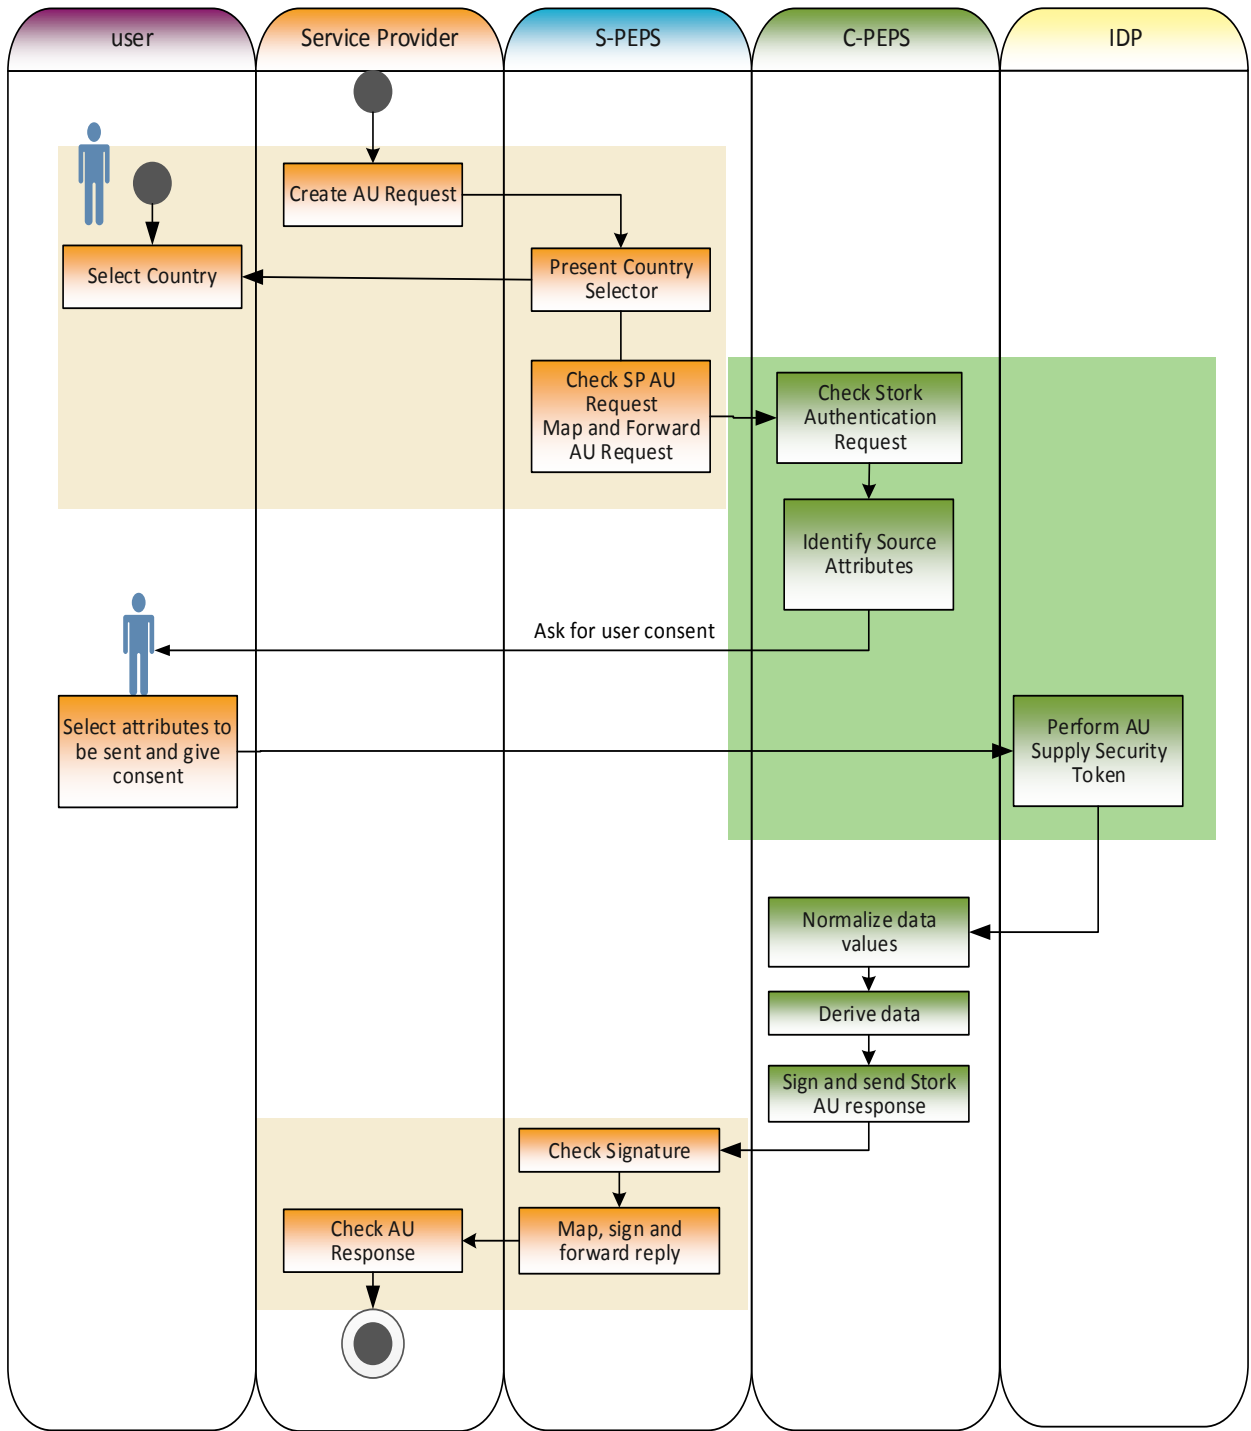 user
Service Provider
S-PEPS
C-PEPS
IDP
Create AU Request
Select Country
Present Country
Selector
Check SP AU
Request
Map and Forward
AU Request
Check Stork
Authentication
Request
Identify Source
Attributes
Ask for user consent
Select attributes to
be sent and give
consent
Perform AU
Supply Security
Token
Normalize data
values
Derive data
Sign and send Stork
AU response
Check Signature
Map, sign and
forward reply
Check AU
Response